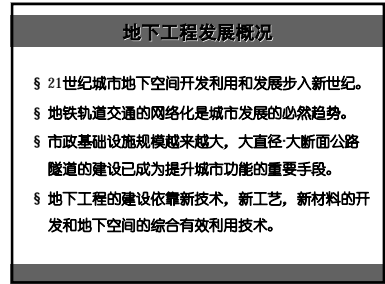 地下工程发展概况
§ 21世纪城市地下空间开发利用和发展步入新世纪。
§ 地铁轨道交通的网络化是城市发展的必然趋势。
§ 市政基础设施规模越来越大，大直径·大断面公路
隧道的建设已成为提升城市功能的重要手段。
§ 地下工程的建设依靠新技术，新工艺，新材料的开
发和地下空间的综合有效利用技术。